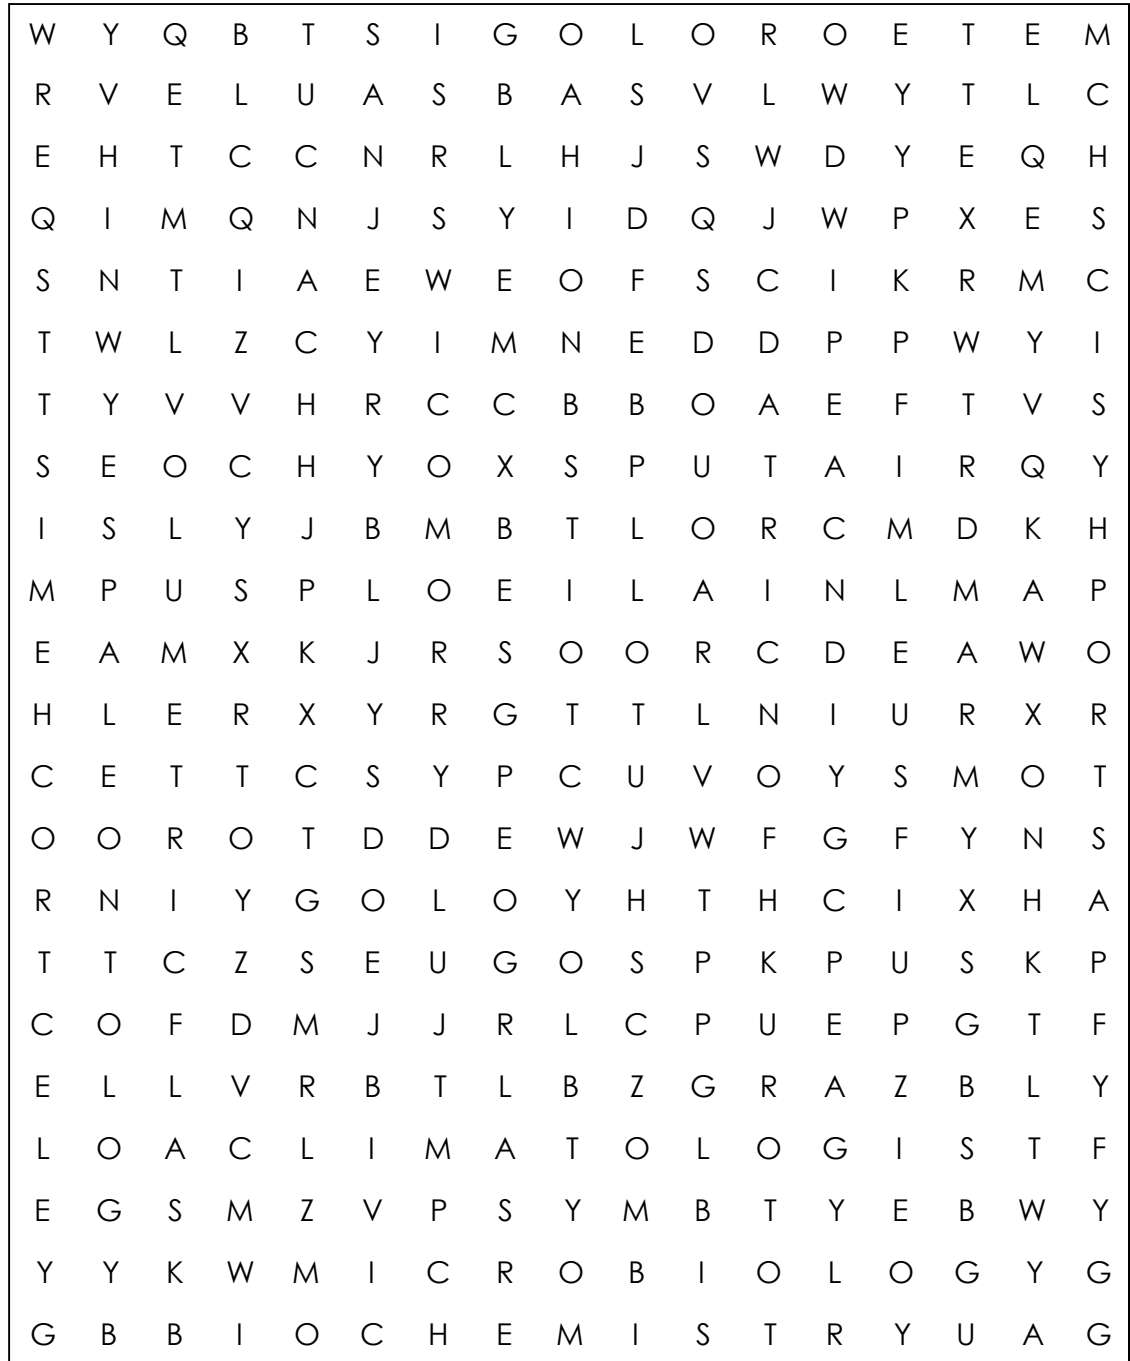 W Y Q B T S I G O L O R O E T E M
R V E L U A S B A S V L W Y T L C
E H T C C N R L H J S W D Y E Q H
Q I M Q N J S Y I D Q J W P X E S
S N T I A E W E O F S C I K R M C
T W L Z C Y I M N E D D P P W Y I
T Y V V H R C C B B O A E F T V S
S E O C H Y O X S P U T A I R Q Y
I S L Y J B M B T L O R C M D K H
M P U S P L O E I L A I N L M A P
E A M X K J R S O O R C D E A W O
H L E R X Y R G T T L N I U R X R
C E T T C S Y P C U V O Y S M O T
O O R O T D D E W J W F G F Y N S
R N I Y G O L O Y H T H C I X H A
T T C Z S E U G O S P K P U S K P
C O F D M J J R L C P U E P G T F
E L L V R B T L B Z G R A Z B L Y
L O A C L I M A T O L O G I S T F
E G S M Z V P S Y M B T Y E B W Y
Y Y K W M I C R O B I O L O G Y G
G B B I O C H E M I S T R Y U A G